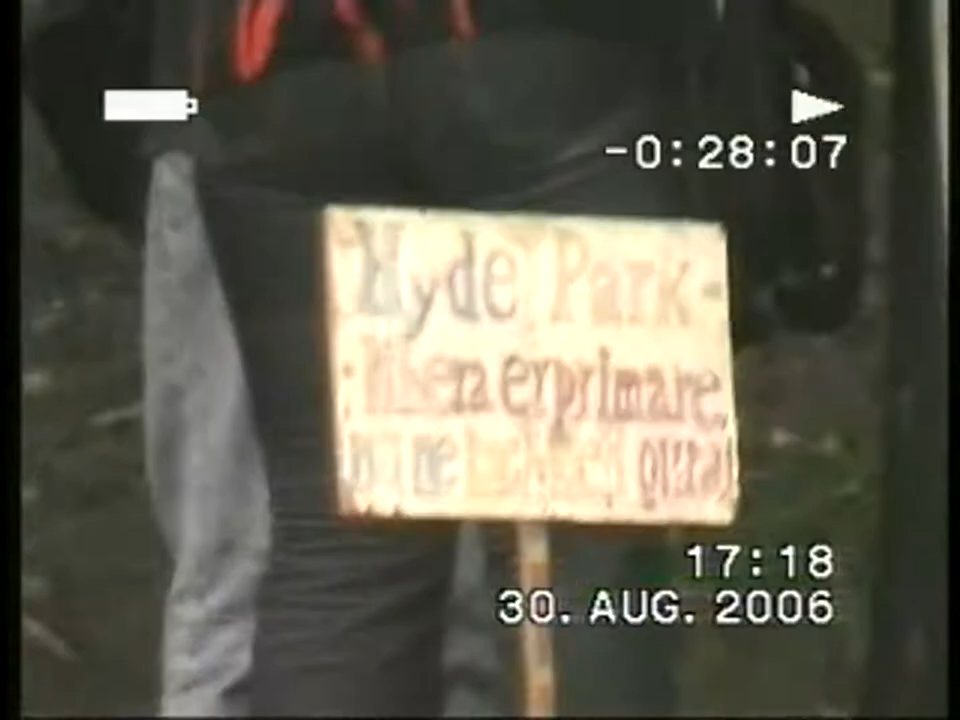 -0:28:07
Hyde Park -
libera exprimare,
nu ne gura!
17:18
30. AUG. 2006